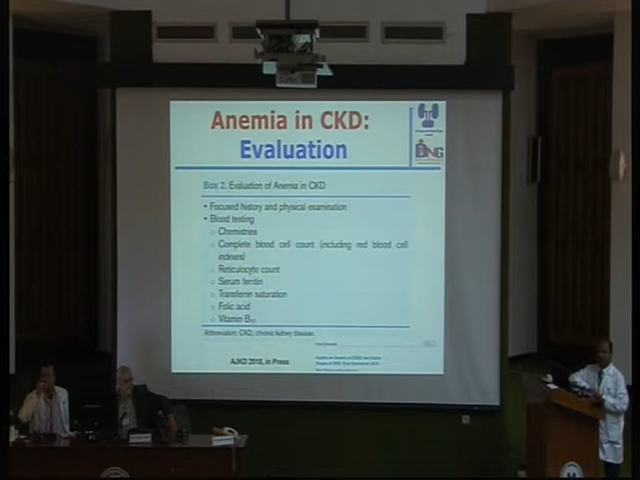 Anemia in CKD:
Evaluation
Box 2. Evaluation of Anemia in CKD
• Focused history and physical examination
• Blood testing
○ Chemistries
○ Complete blood cell count (including red blood cell
indexes)
○ Reticulocyte count
○ Serum ferritin
○ Transferrin saturation
○ Folic acid
○ Vitamin B12
Abbreviation: CKD, chronic kidney disease.
AJKD 2018, in Press